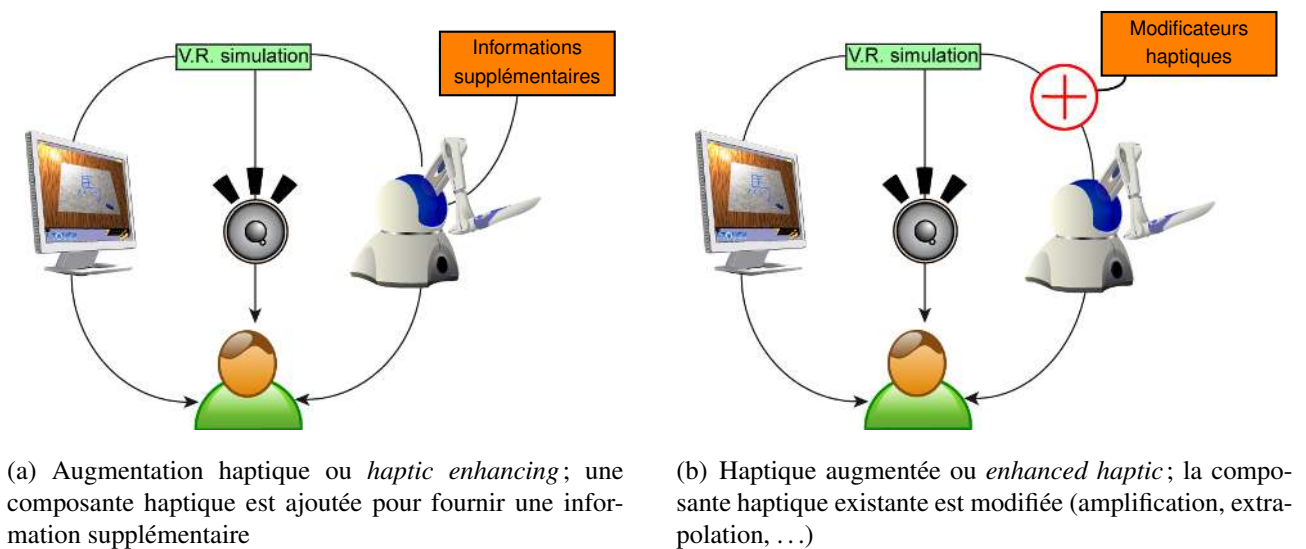 V.R. simulation
Informations
supplémentaires
(a) Augmentation haptique ou haptic enhancing ; une
composante haptique est ajoutée pour fournir une infor-
mation supplémentaire
V.R. simulation
Modificateurs
haptiques
(b) Haptique augmentée ou enhanced haptic ; la compo-
sante haptique existante est modifiée (amplification, extra-
polation, ...)